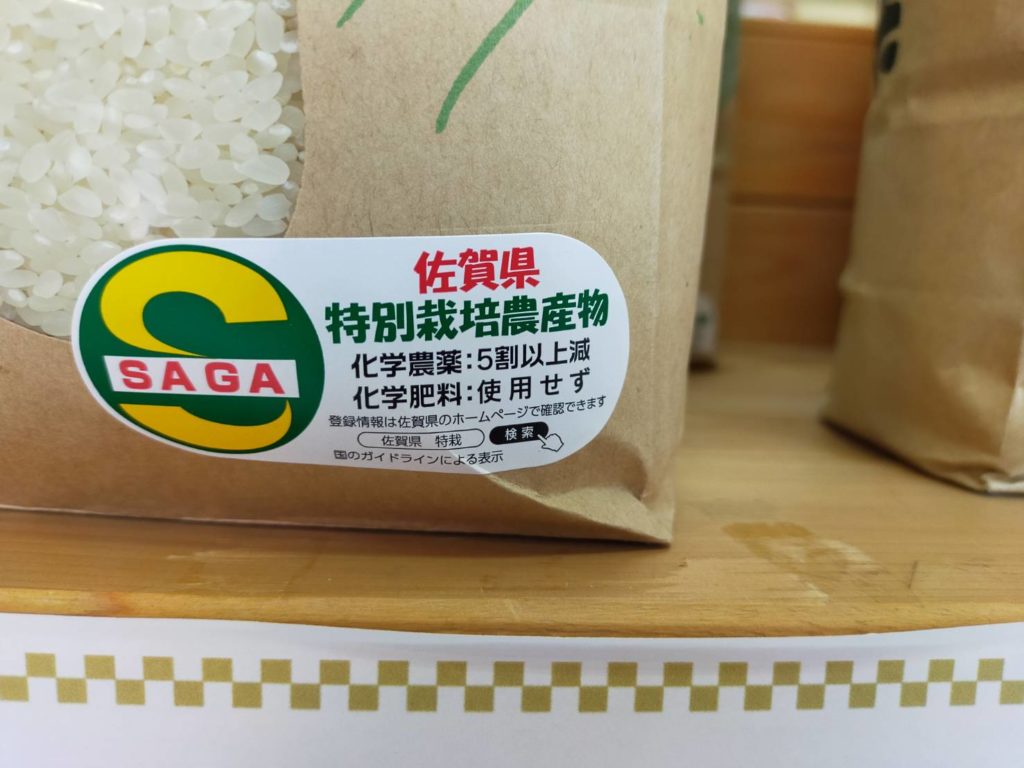 SAGA
佐賀県
特別栽培農産物
化学農薬:5割以上減
化学肥料:使用せず
登録情報は佐賀県のホームページで確認できます
佐賀県 特栽 検索
国のガイドラインによる表示